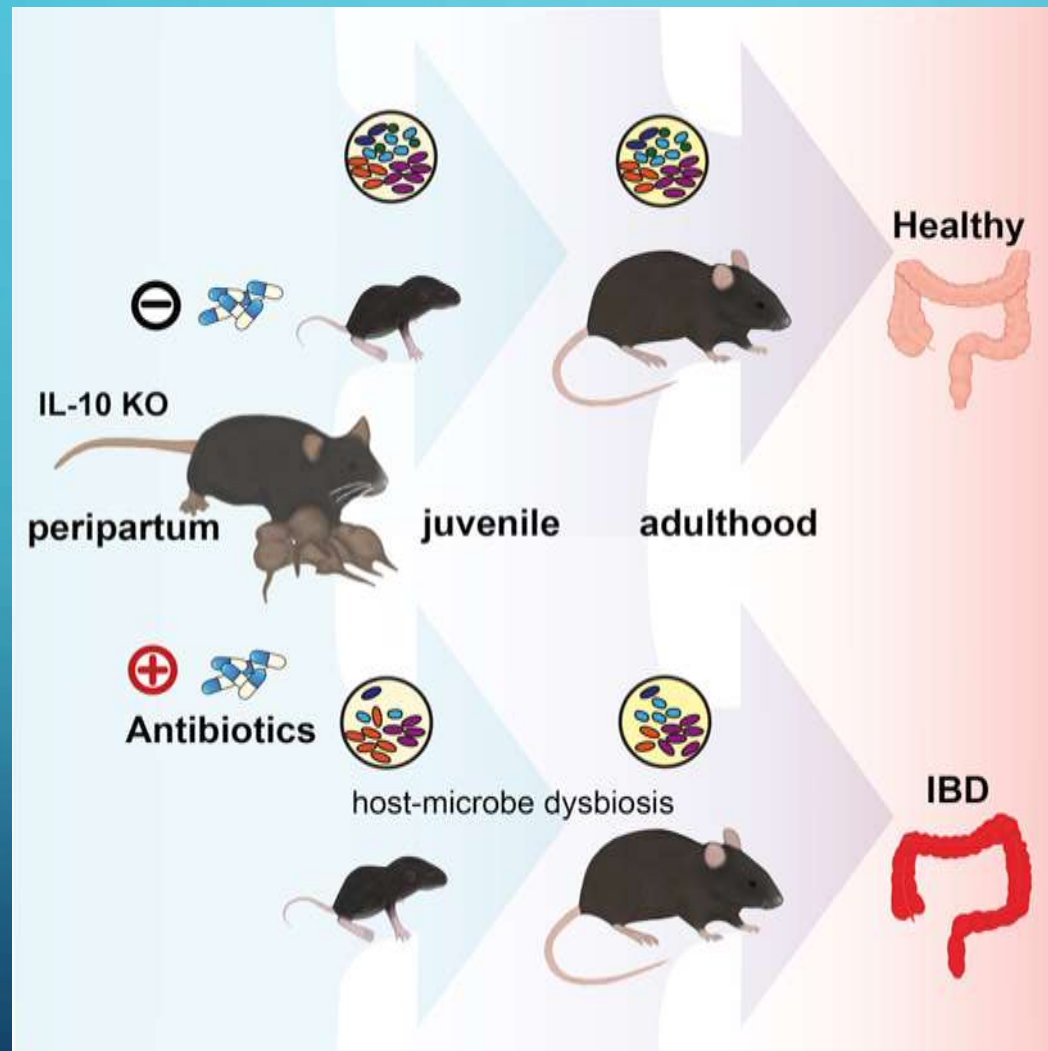 Healthy
IL-10 KO
peripartum
juvenile
adulthood
Antibiotics
host-microbe dysbiosis
IBD